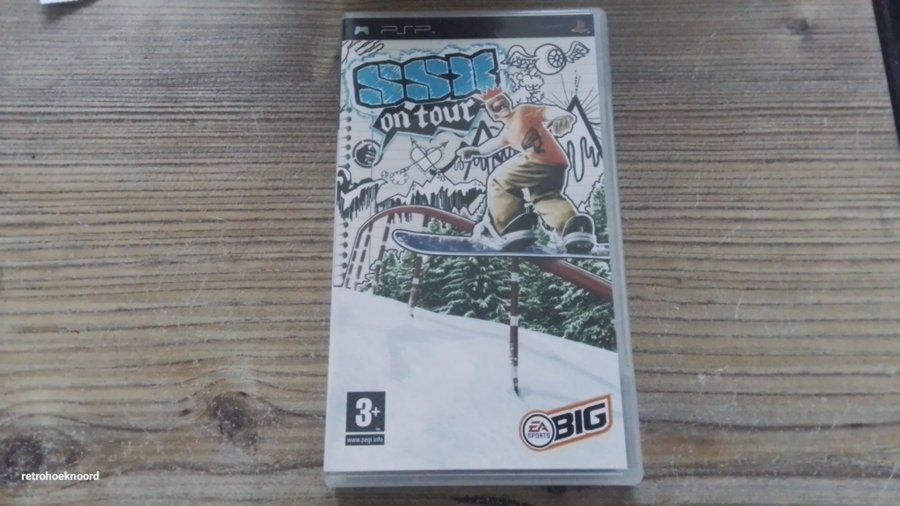 PSP
SSX
on tour
3+
www.pegi.info
EA
SPORTS
BIG
retrohoeknoord